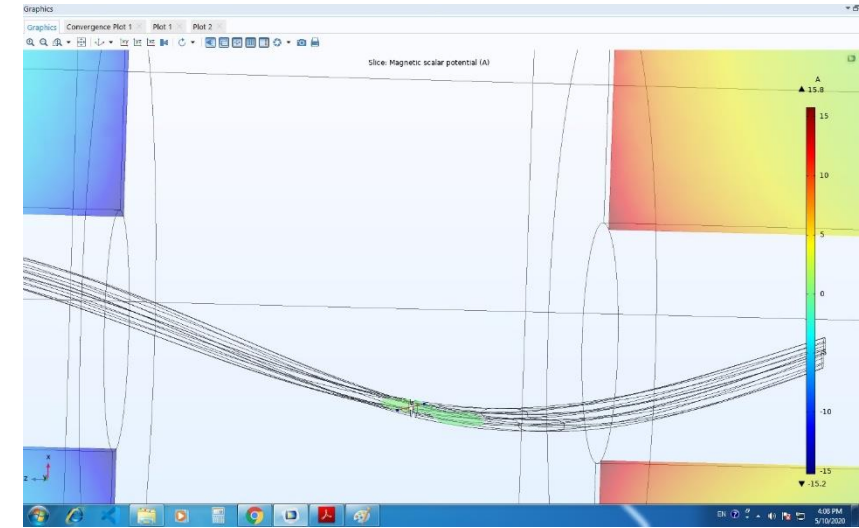 Graphics
Graphics Convergence Plot 1 Plot 1 Plot 2
Slice: Magnetic scalar potential (A)
A
15.8
15
10
5
0
-10
-15
-15.2
x
z
y
EN
4:08 PM
5/10/2020